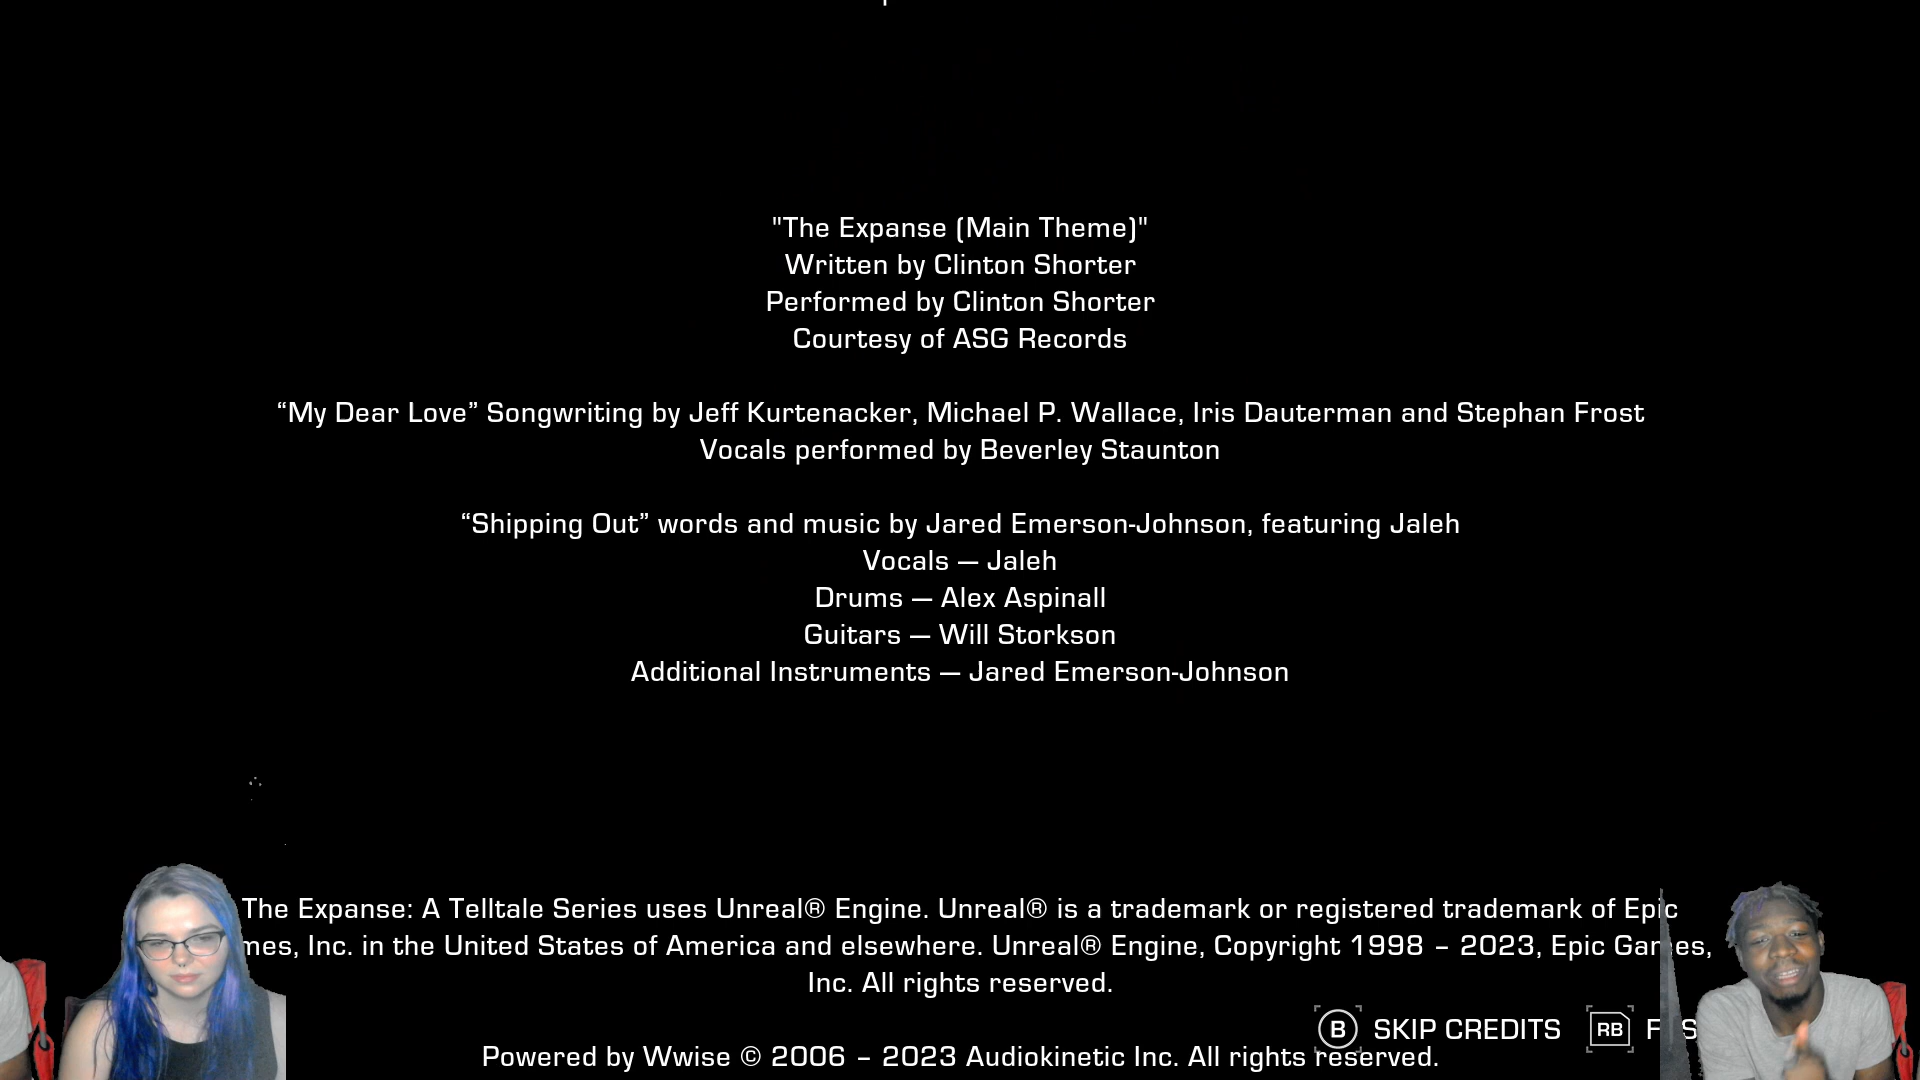 "The Expanse (Main Theme)"
Written by Clinton Shorter
Performed by Clinton Shorter
Courtesy of ASG Records
“My Dear Love” Songwriting by Jeff Kurtenacker, Michael P. Wallace, Iris Dauterman and Stephan Frost
Vocals performed by Beverley Staunton
“Shipping Out” words and music by Jared Emerson-Johnson, featuring Jaleh
Vocals — Jaleh
Drums — Alex Aspinall
Guitars — Will Storkson
Additional Instruments — Jared Emerson-Johnson
The Expanse: A Telltale Series uses Unreal® Engine. Unreal® is a trademark or registered trademark of Epic
mes, Inc. in the United States of America and elsewhere. Unreal® Engine, Copyright 1998 – 2023, Epic Games,
Inc. All rights reserved.
B SKIP CREDITS RB
Powered by Wwise © 2006 – 2023 Audiokinetic Inc. All rights reserved.